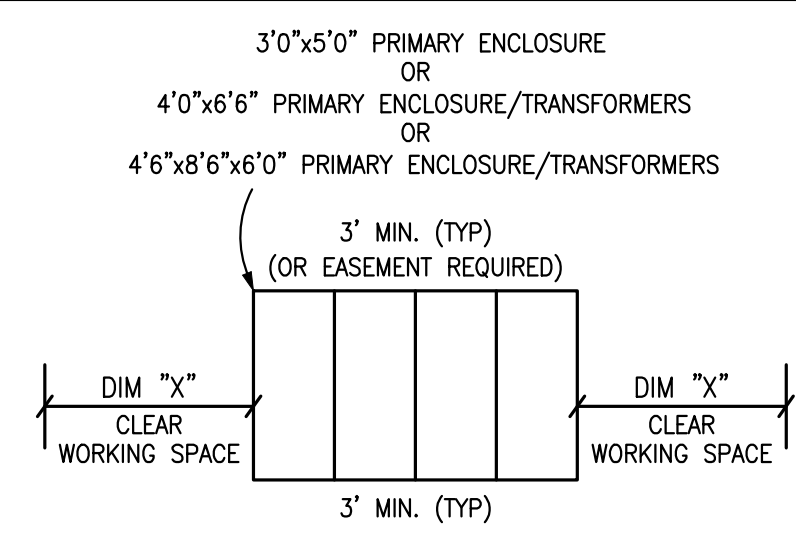 3'0"x5'0" PRIMARY ENCLOSURE
OR
4'0"x6'6" PRIMARY ENCLOSURE/TRANSFORMERS
OR
4'6"x8'6"x6'0" PRIMARY ENCLOSURE/TRANSFORMERS
3' MIN. (TYP)
(OR EASEMENT REQUIRED)
DIM "X"
CLEAR
WORKING SPACE
DIM "X"
CLEAR
WORKING SPACE
3' MIN. (TYP)